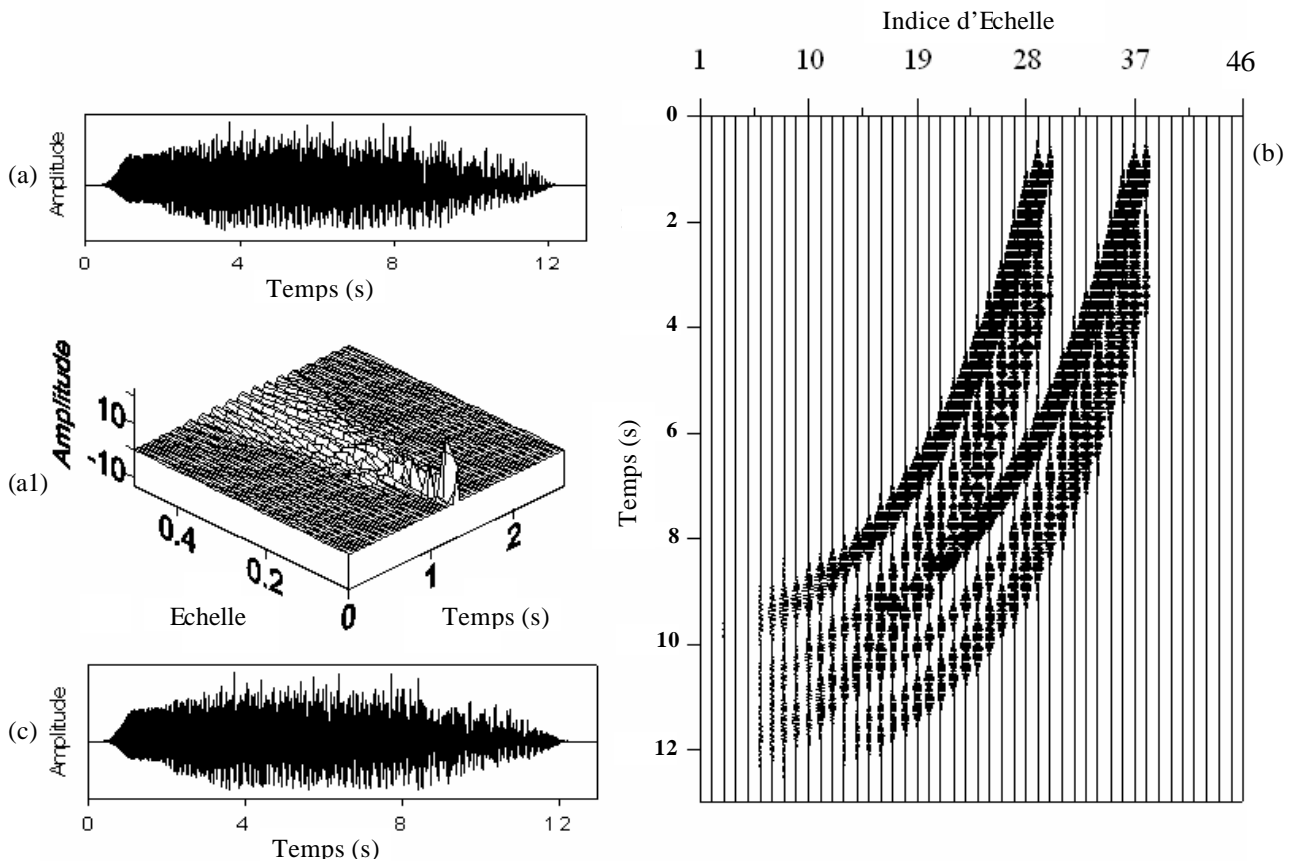 (a)
Amplitude
0 4 8 12
Temps (s)
(a1)
Amplitude
10
-10
0.4
0.2
0
1
2
Echelle
Temps (s)
(c)
Amplitude
0 4 8 12
Temps (s)
Indice d'Echelle
1 10 19 28 37 46
(b)
0
2
4
6
8
10
12
Temps (s)